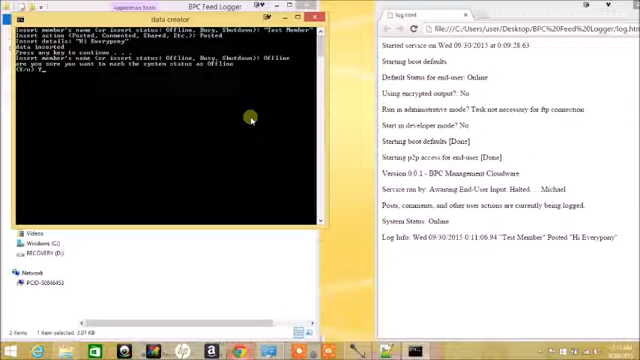 Application Tools
BPC Feed Logger
data creator
Insert member's name (or insert status: Offline, Busy, Shutdown): "Test Member"
Insert action (Posted, Commented, Shared, Etc.): Posted
Insert details: "Hi Everypony"
data inserted
Press any key to continue . . .
Insert member's name (or insert status: Offline, Busy, Shutdown): Offline
are you sure you want to mark the system status as Offline
(Y/n) Y_
Videos
Windows (C:)
RECOVERY (D:)
Network
PCID-50846453
2 items
1 item selected
3.01 KB
log.html
file:///C:/Users/user/Desktop/BPC%20Feed%20Logger/log.htm
Started service on Wed 09/30/2015 at 0:09:28.63
Starting boot defaults
Default Status for end-user: Online
Using encrypted output?: No
Run in administrative mode? Task not necessary for ftp connection
Start in developer mode? No
Starting boot defaults [Done]
Starting p2p access for end-user [Done]
Version 0.0.1 - BPC Management Cloudware
Service ran by: Awaiting End-User Input. Halted. . . Michael
Posts, comments, and other user actions are currently being logged.
System Status: Online
Log Info: Wed 09/30/2015 0:11:06.94 "Test Member" Posted "Hi Everypony"